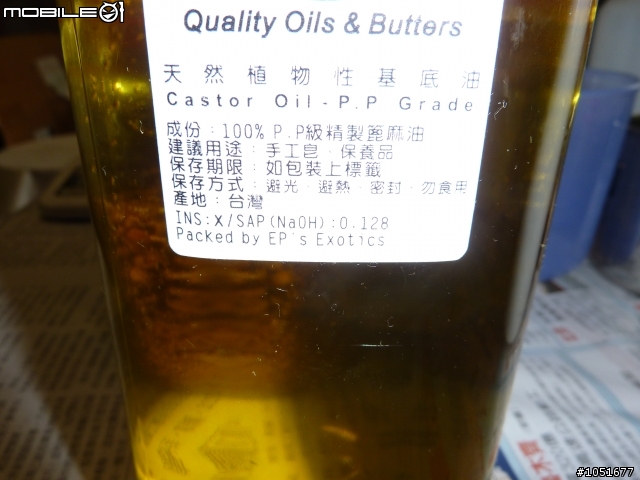 MOBILE01
Quality Oils & Butters
天然植物性基底油
Castor Oil - P.P Grade
成份：100% P.P級精製蓖麻油
建議用途：手工皂、保養品
保存期限：如包裝上標籤
保存方式：避光、避熱、密封、勿食用
產地：台灣
INS:X/SAP(NaOH):0.128
Packed by EP's Exotics
#1051677